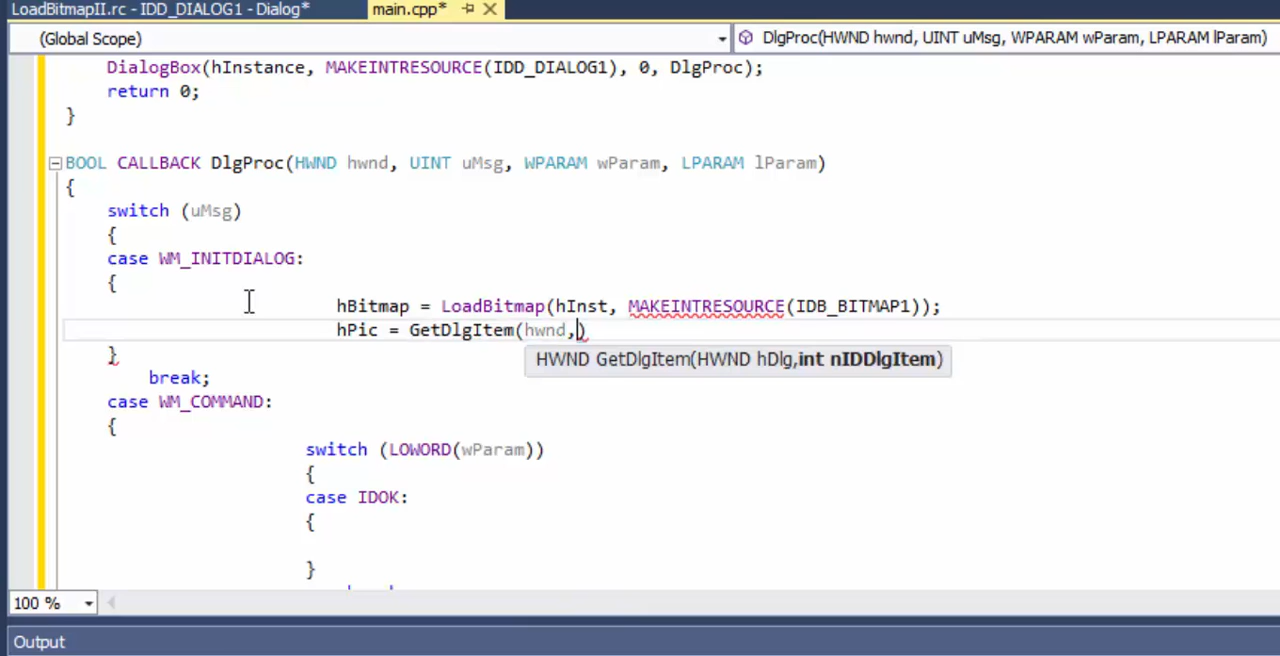 LoadBitmapII.rc - IDD_DIALOG1 - Dialog* main.cpp*
(Global Scope) DlgProc(HWND hwnd, UINT uMsg, WPARAM wParam, LPARAM lParam)
DialogBox(hInstance, MAKEINTRESOURCE(IDD_DIALOG1), 0, DlgProc);
return 0;
}
BOOL CALLBACK DlgProc(HWND hwnd, UINT uMsg, WPARAM wParam, LPARAM lParam)
{
switch (uMsg)
{
case WM_INITDIALOG:
{
hBitmap = LoadBitmap(hInst, MAKEINTRESOURCE(IDB_BITMAP1));
hPic = GetDlgItem(hwnd,)
HWND GetDlgItem(HWND hDlg,int nIDDlgItem)
}
break;
case WM_COMMAND:
{
switch (LOWORD(wParam))
{
case IDOK:
{
}
100 %
Output